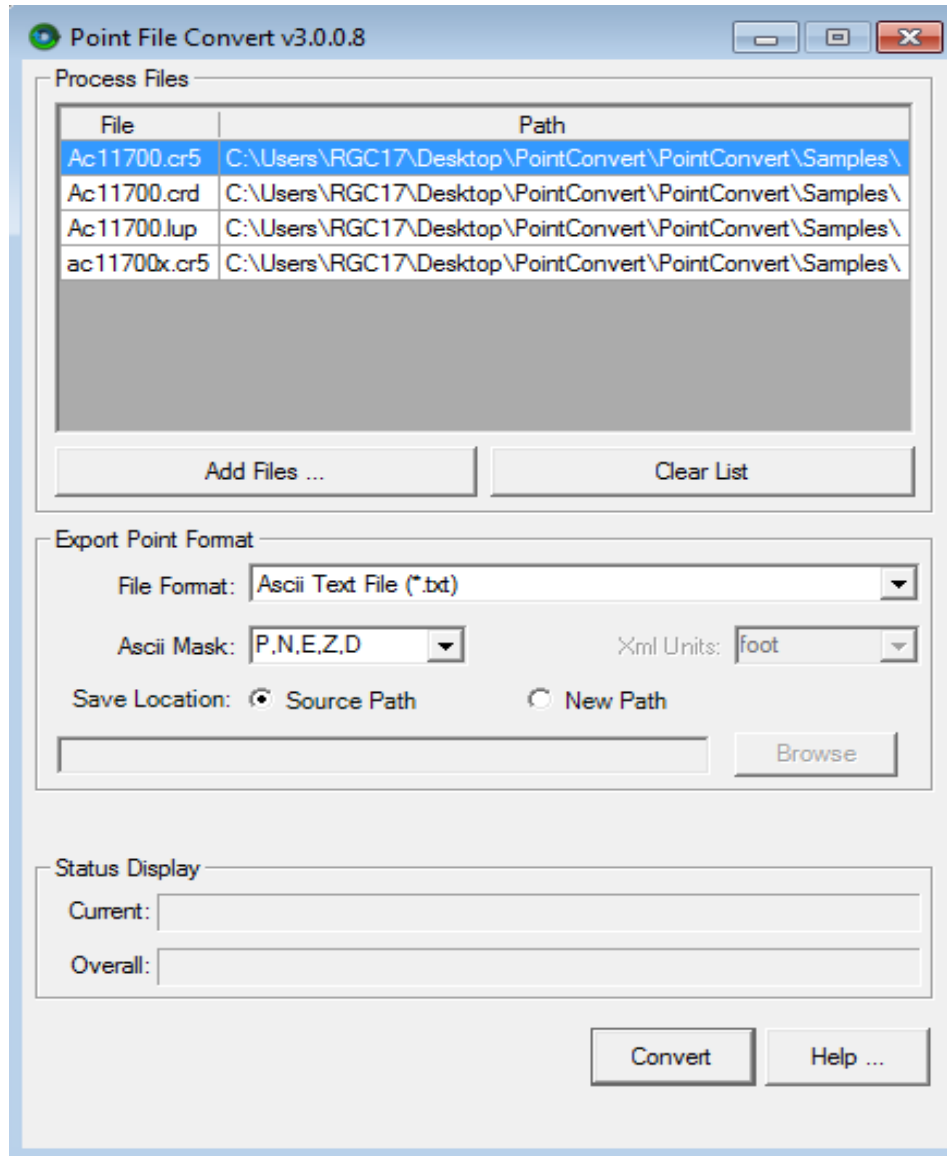 Point File Convert v3.0.0.8
Process Files
File Path
Ac11700.cr5 C:\Users\RGC17\Desktop\PointConvert\PointConvert\Samples\
Ac11700.crd C:\Users\RGC17\Desktop\PointConvert\PointConvert\Samples\
Ac11700.lup C:\Users\RGC17\Desktop\PointConvert\PointConvert\Samples\
ac11700x.cr5 C:\Users\RGC17\Desktop\PointConvert\PointConvert\Samples\
Add Files ... Clear List
Export Point Format
File Format: Ascii Text File (*.txt)
Ascii Mask: P,N,E,Z,D Xml Units: foot
Save Location: Source Path New Path
Browse
Status Display
Current:
Overall:
Convert Help ...